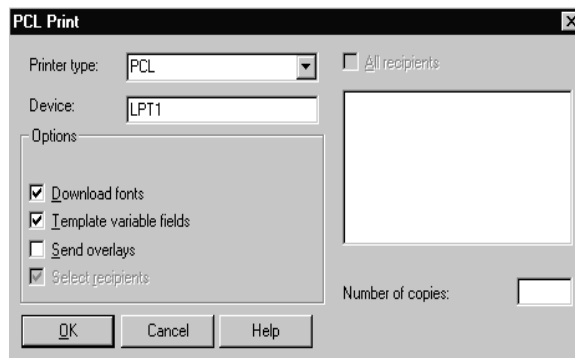 PCL Print
Printer type: PCL
Device: LPT1
Options
Download fonts
Template variable fields
Send overlays
Select recipients
OK Cancel Help
All recipients
Number of copies: